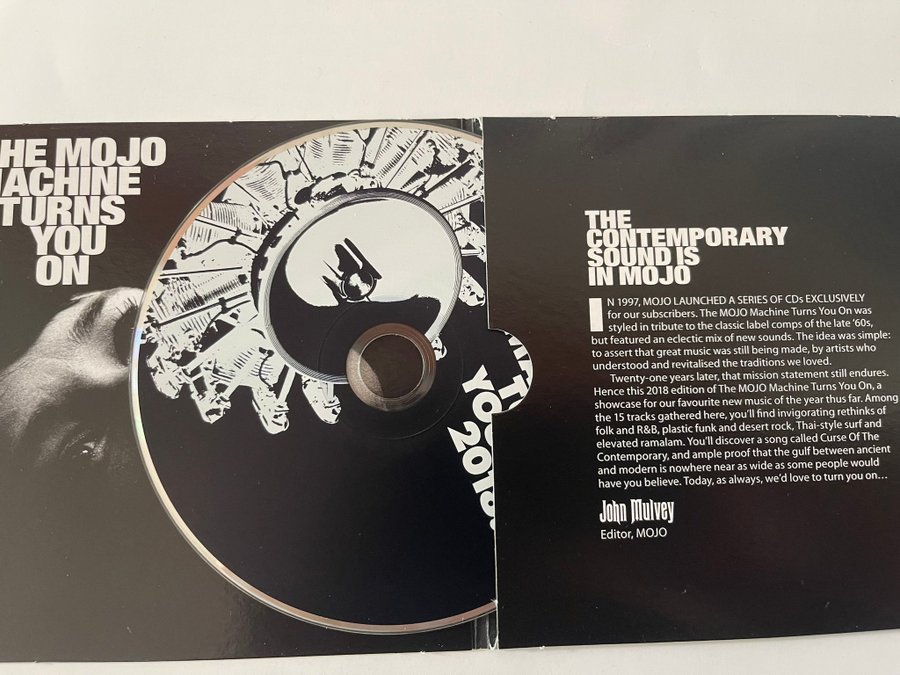 THE MOJO
MACHINE
TURNS
YOU
ON
YO
2018
THE
CONTEMPORARY
SOUND IS
IN MOJO
IN 1997, MOJO LAUNCHED A SERIES OF CDs EXCLUSIVELY
for our subscribers. The MOJO Machine Turns You On was
styled in tribute to the classic label comps of the late ‘60s,
but featured an eclectic mix of new sounds. The idea was simple:
to assert that great music was still being made, by artists who
understood and revitalised the traditions we loved.
Twenty-one years later, that mission statement still endures.
Hence this 2018 edition of The MOJO Machine Turns You On, a
showcase for our favourite new music of the year thus far. Among
the 15 tracks gathered here, you’ll find invigorating rethinks of
folk and R&B, plastic funk and desert rock, Thai-style surf and
elevated ramalam. You’ll discover a song called Curse Of The
Contemporary, and ample proof that the gulf between ancient
and modern is nowhere near as wide as some people would
have you believe. Today, as always, we’d love to turn you on...
John Mulvey
Editor, MOJO